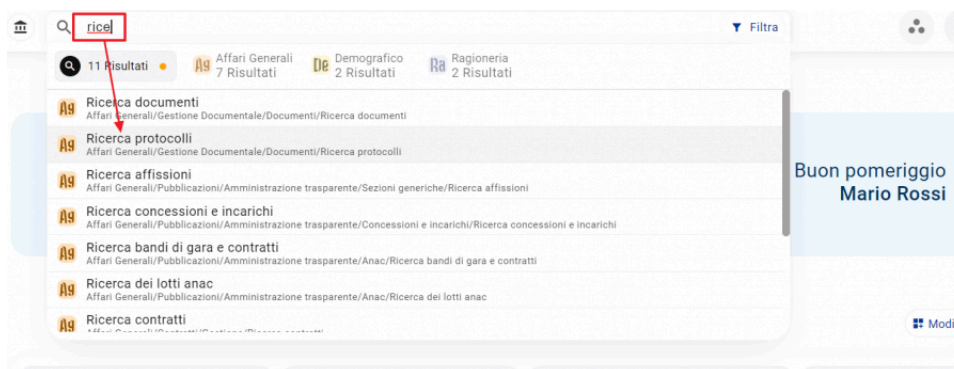 rice
Filtra
11 Risultati
Ag Affari Generali
7 Risultati
De Demografico
2 Risultati
Ra Ragioneria
2 Risultati
Ag Ricerca documenti
Affari Generali/Gestione Documentale/Documenti/Ricerca documenti
Ag Ricerca protocolli
Affari Generali/Gestione Documentale/Documenti/Ricerca protocolli
Ag Ricerca affissioni
Affari Generali/Pubblicazioni/Amministrazione trasparente/Sezioni generiche/Ricerca affissioni
Ag Ricerca concessioni e incarichi
Affari Generali/Pubblicazioni/Amministrazione trasparente/Concessioni e incarichi/Ricerca concessioni e incarichi
Ag Ricerca bandi di gara e contratti
Affari Generali/Pubblicazioni/Amministrazione trasparente/Anac/Ricerca bandi di gara e contratti
Ag Ricerca dei lotti anac
Affari Generali/Pubblicazioni/Amministrazione trasparente/Anac/Ricerca dei lotti anac
Ag Ricerca contratti
Buon pomeriggio
Mario Rossi
Modi